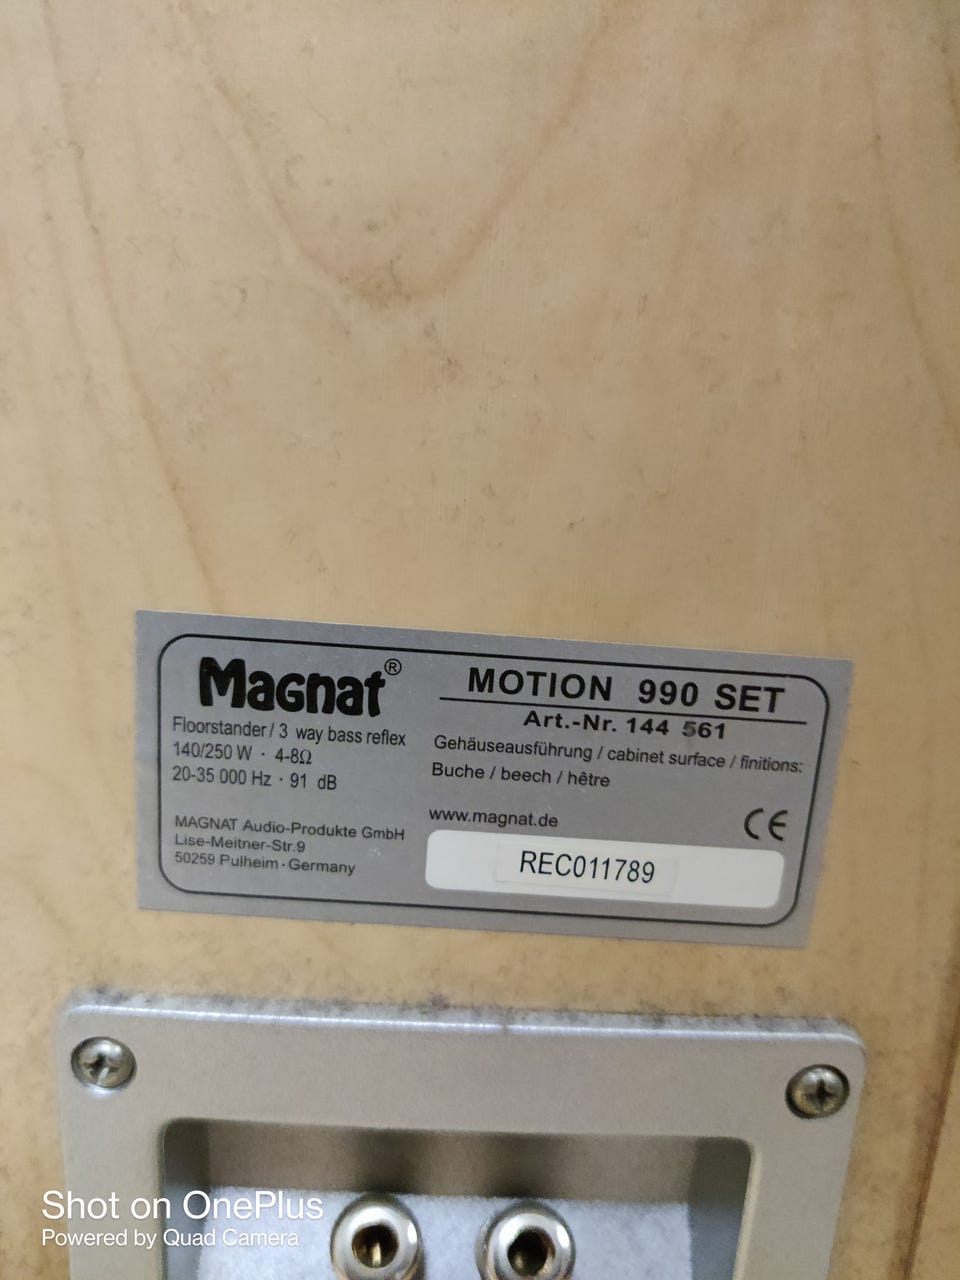 Magnat®
Floorstander / 3 way bass reflex
140/250 W · 4-8Ω
20-35 000 Hz · 91 dB
MAGNAT Audio-Produkte GmbH
Lise-Meitner-Str.9
50259 Pulheim · Germany
MOTION 990 SET
Art.-Nr. 144 561
Gehäuseausführung / cabinet surface / finitions:
Buche / beech / hêtre
www.magnat.de
CE
REC011789
Shot on OnePlus
Powered by Quad Camera